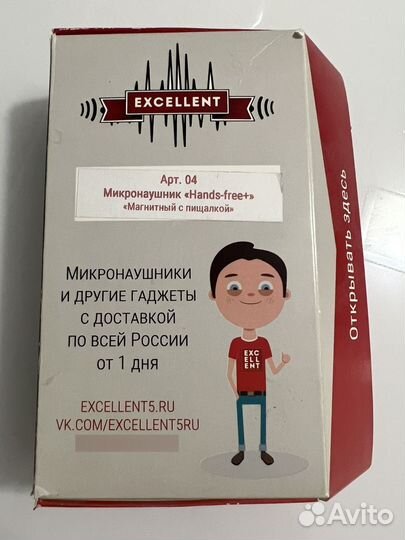 EXCELLENT
Арт. 04
Микронаушник «Hands-free+»
«Магнитный с пищалкой»
Микронаушники
и другие гаджеты
с доставкой
по всей России
от 1 дня
EXC
ELL
ENT
EXCELLENT5.RU
VK.COM/EXCELLENT5RU
Открывать здесь
Avito